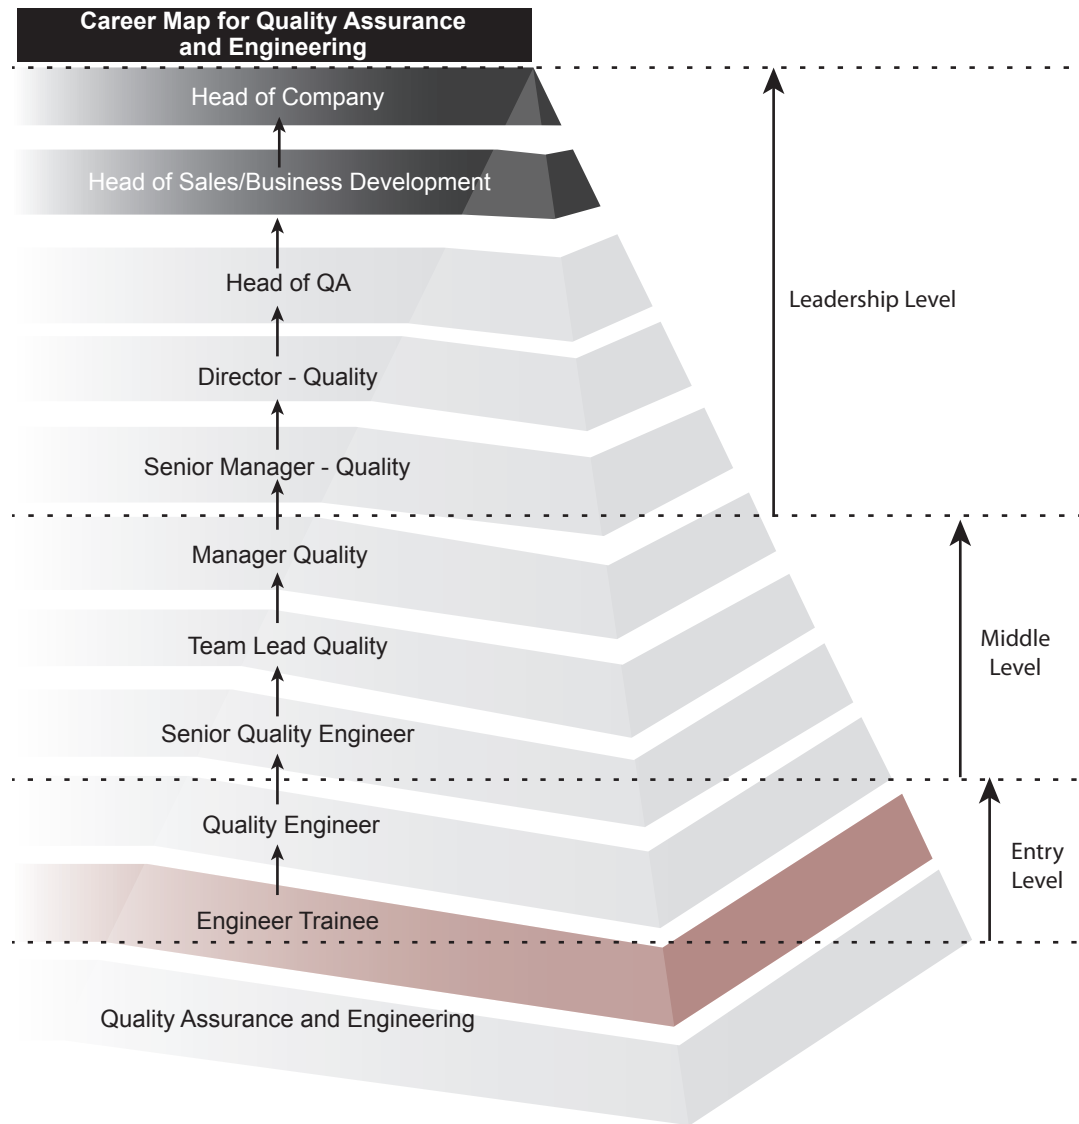 Career Map for Quality Assurance
and Engineering
Head of Company
Head of Sales/Business Development
Head of QA
Leadership Level
Director - Quality
Senior Manager - Quality
Manager Quality
Team Lead Quality
Middle
Level
Senior Quality Engineer
Quality Engineer
Entry
Level
Engineer Trainee
Quality Assurance and Engineering